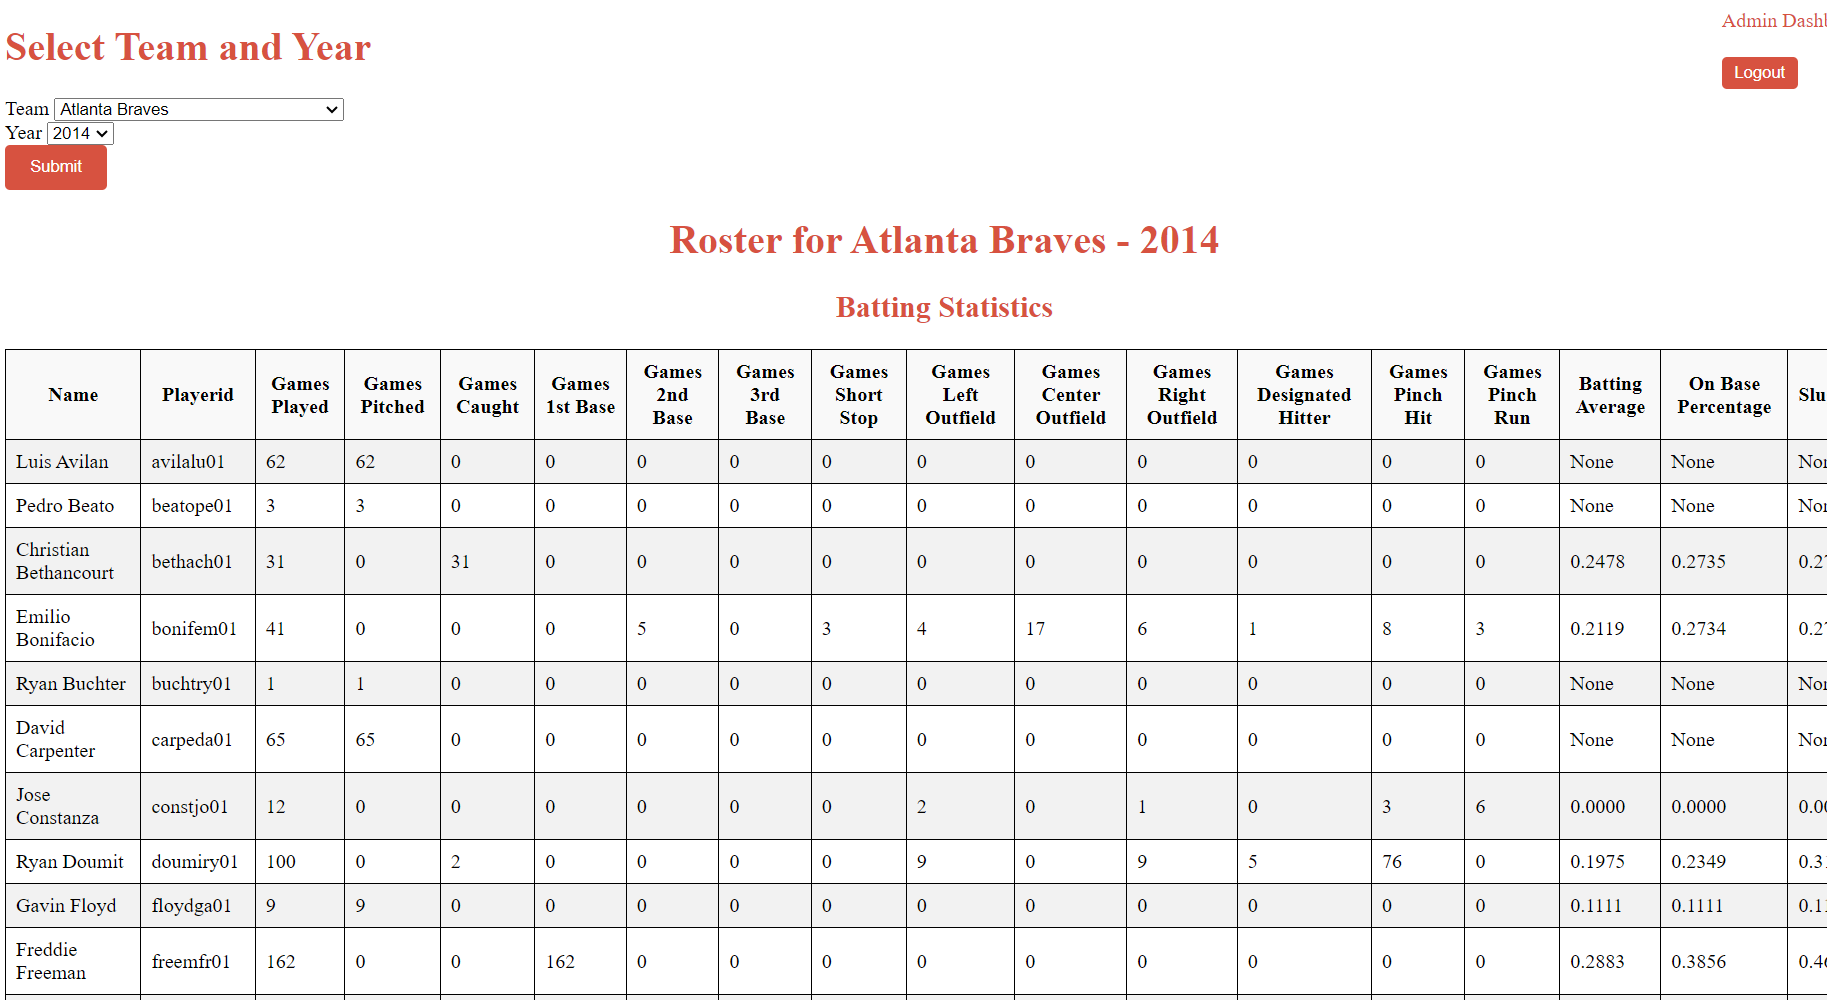 Select Team and Year
Admin Dash
Logout
Team Atlanta Braves
Year 2014
Submit
Roster for Atlanta Braves - 2014
Batting Statistics
Name Playerid Games Played Games Pitched Games Caught Games 1st Base Games 2nd Base Games 3rd Base Games Short Stop Games Left Outfield Games Center Outfield Games Right Outfield Games Designated Hitter Games Pinch Hit Games Pinch Run Batting Average On Base Percentage Slu
Luis Avilan avilalu01 62 62 0 0 0 0 0 0 0 0 0 0 0 None None Non
Pedro Beato beatope01 3 3 0 0 0 0 0 0 0 0 0 0 0 None None Non
Christian Bethancourt bethach01 31 0 31 0 0 0 0 0 0 0 0 0 0 0.2478 0.2735 0.27
Emilio Bonifacio bonifem01 41 0 0 0 5 0 3 4 17 6 1 8 3 0.2119 0.2734 0.27
Ryan Buchter buchtry01 1 1 0 0 0 0 0 0 0 0 0 0 0 None None Non
David Carpenter carpeda01 65 65 0 0 0 0 0 0 0 0 0 0 0 None None Non
Jose Constanza constjo01 12 0 0 0 0 0 0 2 0 1 0 3 6 0.0000 0.0000 0.00
Ryan Doumit doumiry01 100 0 2 0 0 0 0 9 0 9 5 76 0 0.1975 0.2349 0.31
Gavin Floyd floydga01 9 9 0 0 0 0 0 0 0 0 0 0 0 0.1111 0.1111 0.11
Freddie Freeman freemfr01 162 0 0 162 0 0 0 0 0 0 0 0 0 0.2883 0.3856 0.46